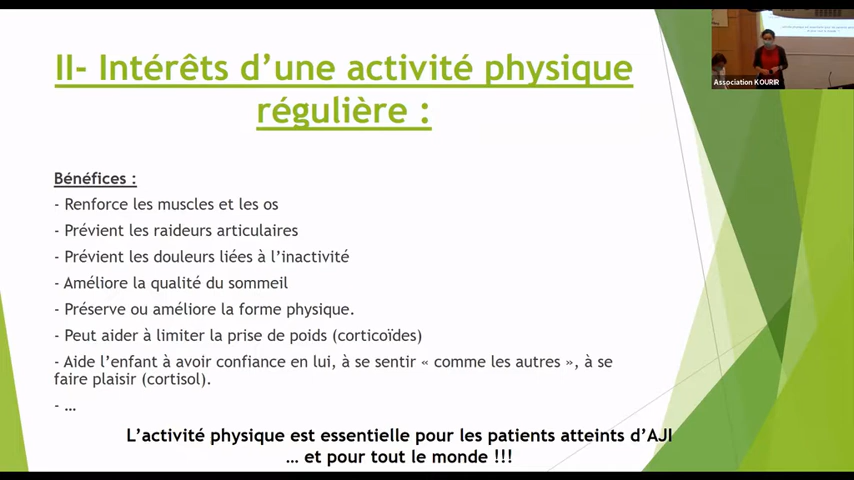 II- Intérêts d’une activité physique
régulière :
Association KOURIR
Bénéfices :
- Renforce les muscles et les os
- Prévient les raideurs articulaires
- Prévient les douleurs liées à l’inactivité
- Améliore la qualité du sommeil
- Préserve ou améliore la forme physique.
- Peut aider à limiter la prise de poids (corticoïdes)
- Aide l’enfant à avoir confiance en lui, à se sentir « comme les autres », à se
faire plaisir (cortisol).
- …
L’activité physique est essentielle pour les patients atteints d’AJI
… et pour tout le monde !!!